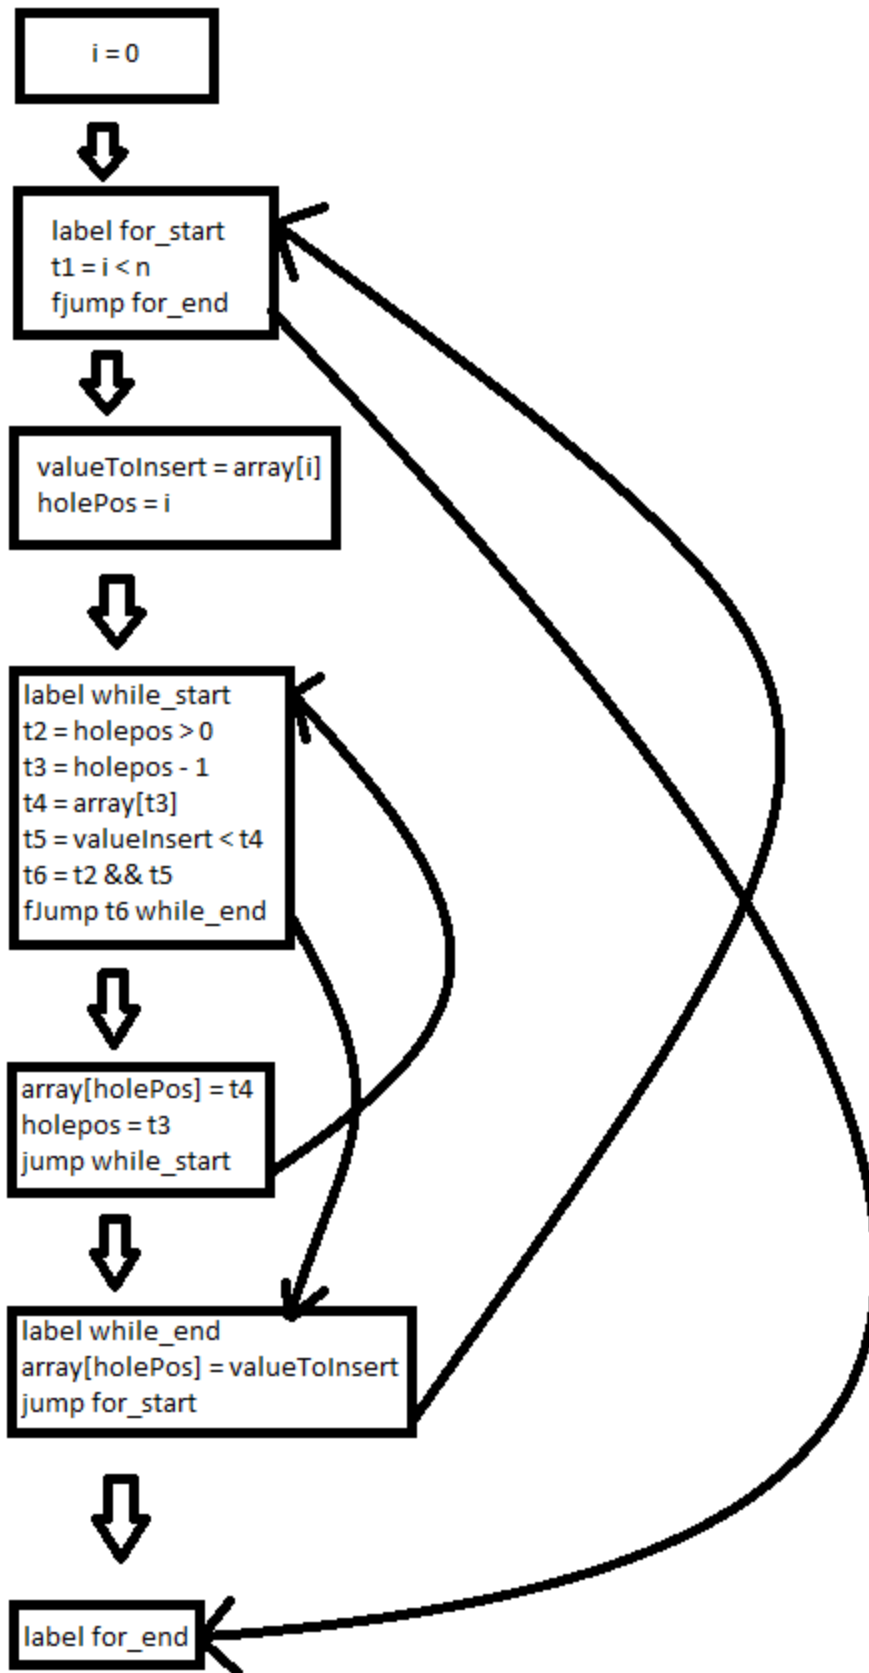 i = 0
label for_start
t1 = i < n
fjump for_end
valueToInsert = array[i]
holePos = i
label while_start
t2 = holepos > 0
t3 = holepos - 1
t4 = array[t3]
t5 = valueInsert < t4
t6 = t2 && t5
fJump t6 while_end
array[holePos] = t4
holepos = t3
jump while_start
label while_end
array[holePos] = valueToInsert
jump for_start
label for_end